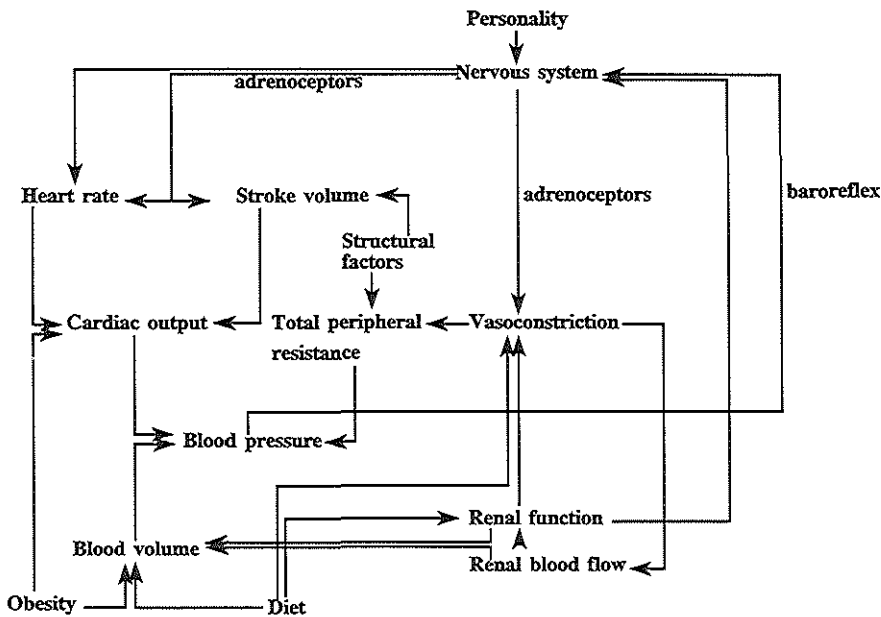 Personality
Nervous system
adrenoceptors
Heart rate
Stroke volume
adrenoceptors
baroreflex
Structural
factors
Cardiac output
Total peripheral
resistance
Vasoconstriction
Blood pressure
Renal function
Blood volume
Renal blood flow
Obesity
Diet